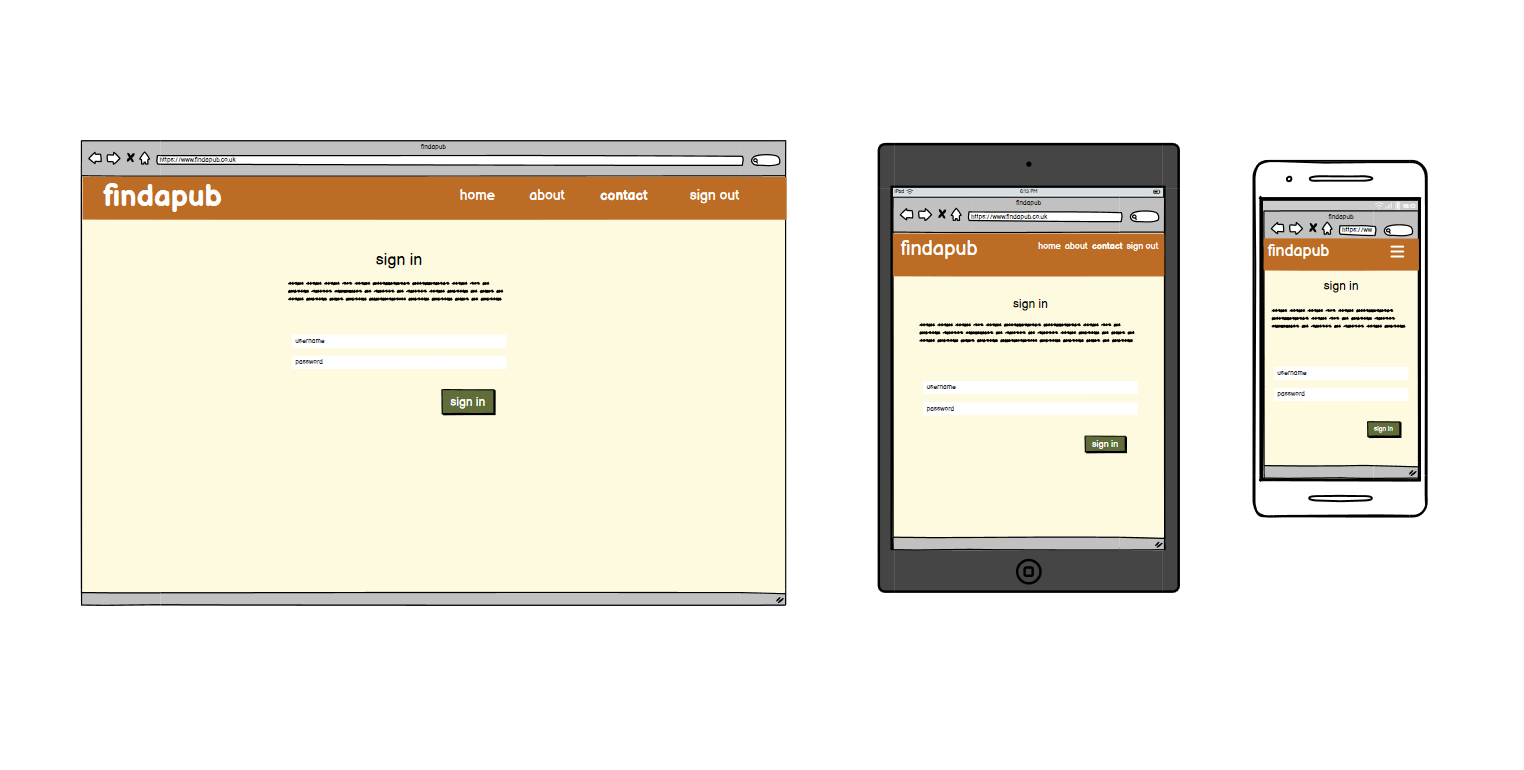 findapub
https://www.findapub.co.uk
findapub home about contact sign out
sign in
username
password
sign in
iPad 6:13 PM
findapub
https://www.findapub.co.uk
findapub home about contact sign out
sign in
username
password
sign in
findapub
https://ww
findapub
sign in
username
password
sign in